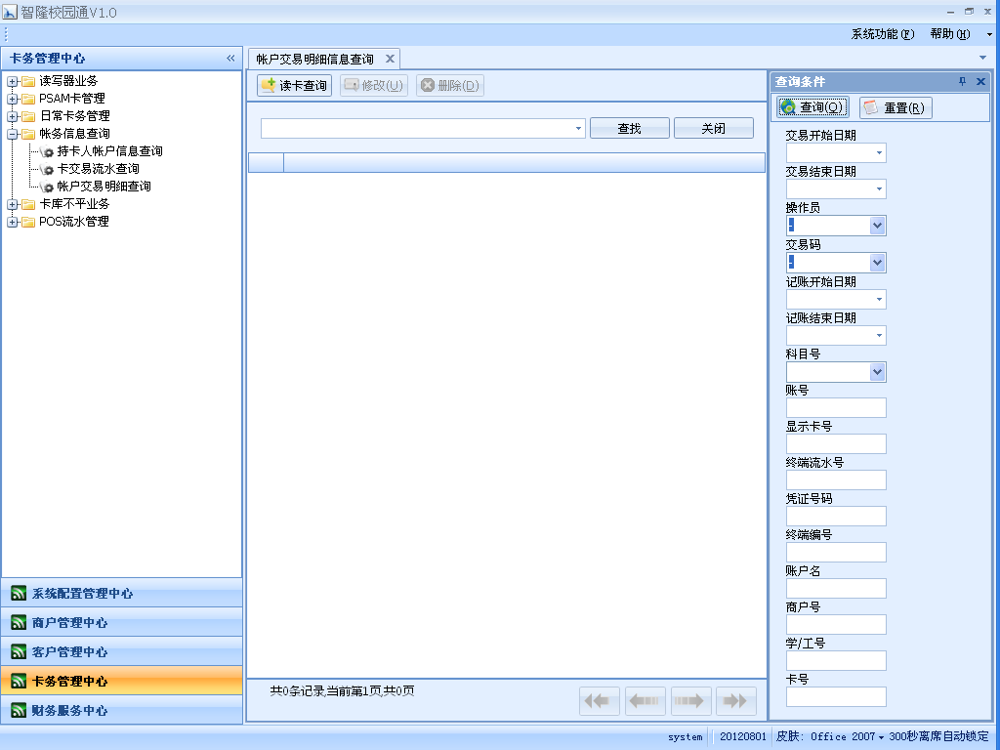 智隆校园通V1.0
系统功能(F) 帮助(H)
卡务管理中心
读写器业务
PSAM卡管理
日常卡务管理
帐务信息查询
持卡人帐户信息查询
卡交易流水查询
帐户交易明细查询
卡库不平业务
POS流水管理
系统配置管理中心
商户管理中心
客户管理中心
卡务管理中心
财务服务中心
帐户交易明细信息查询
读卡查询 修改(U) 删除(D)
查找 关闭
共0条记录,当前第1页,共0页
查询条件
查询(Q) 重置(R)
交易开始日期
交易结束日期
操作员
-
交易码
-
记账开始日期
记账结束日期
科目号
账号
显示卡号
终端流水号
凭证号码
终端编号
账户名
商户号
学/工号
卡号
system 20120801 皮肤: Office 2007 300秒离席自动锁定